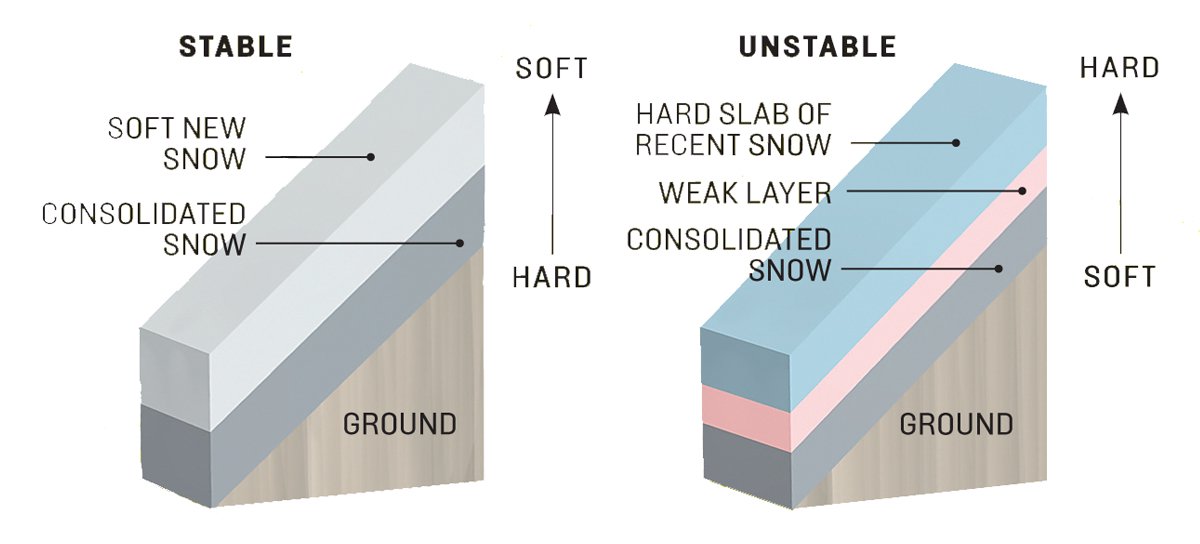 STABLE
SOFT
SOFT NEW
SNOW
CONSOLIDATED
SNOW
HARD
GROUND
UNSTABLE
HARD
HARD SLAB OF
RECENT SNOW
WEAK LAYER
CONSOLIDATED
SNOW
SOFT
GROUND